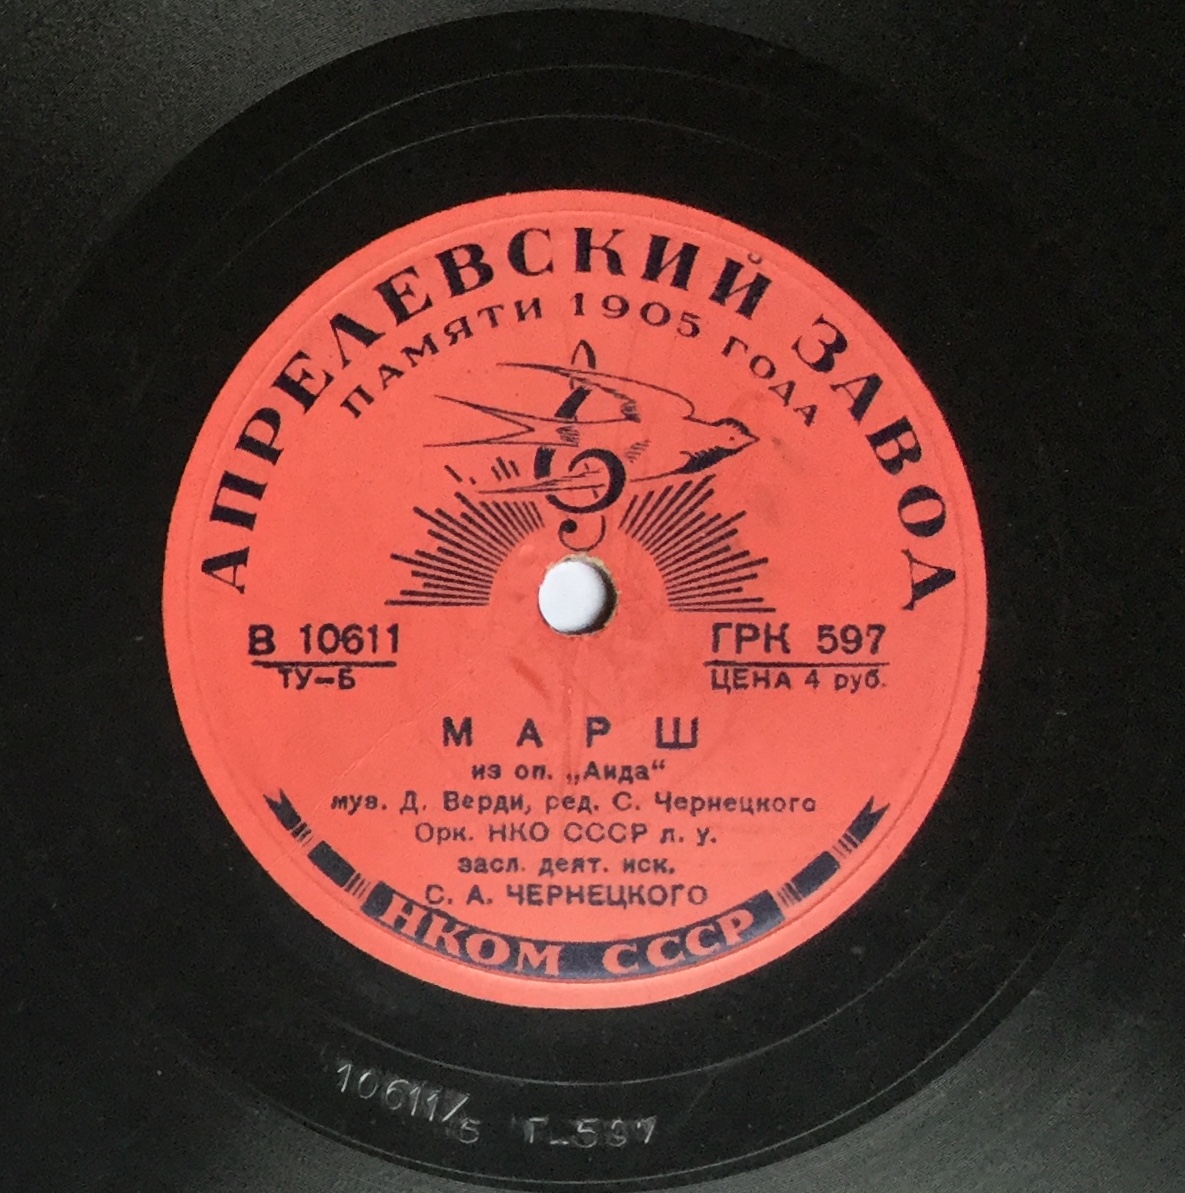 АПРЕЛЕВСКИЙ ЗАВОД
ПАМЯТИ 1905 ГОДА
В 10611
ТУ-Б
ГРК 597
ЦЕНА 4 руб.
МАРШ
из оп. „Аида“
муз. Д. Верди, ред. С. Чернецкого
Орк. НКО СССР п. у.
засл. деят. иск.
С. А. ЧЕРНЕЦКОГО
НКОМ СССР
10611/5 Г-597